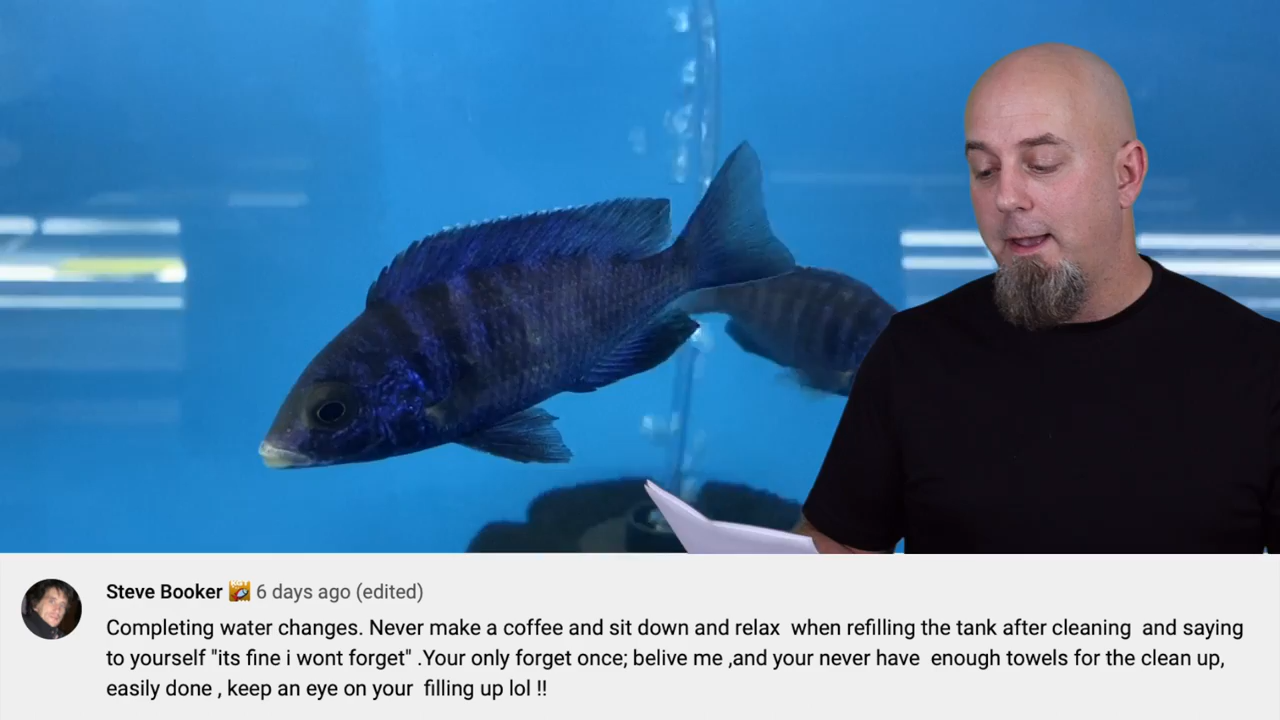 Steve Booker 6 days ago (edited)
Completing water changes. Never make a coffee and sit down and relax when refilling the tank after cleaning and saying
to yourself "its fine i wont forget" .Your only forget once; belive me ,and your never have enough towels for the clean up,
easily done , keep an eye on your filling up lol !!